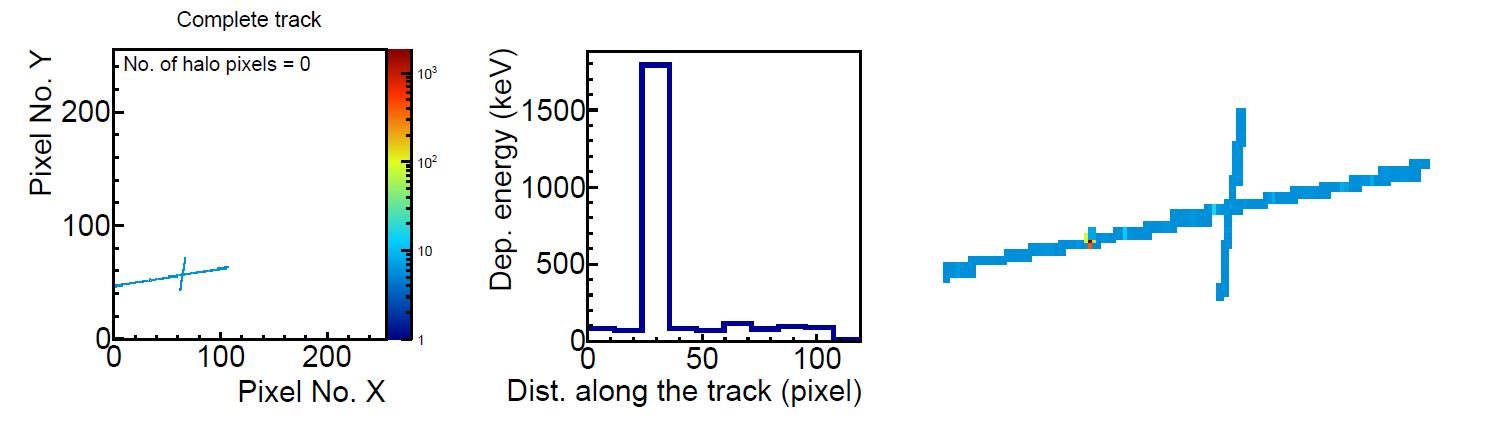 Complete track
No. of halo pixels = 0
Pixel No. Y
200
100
0
0
100
200
Pixel No. X
10³
10²
10
1
Dep. energy (keV)
1500
1000
500
0
0
50
100
Dist. along the track (pixel)